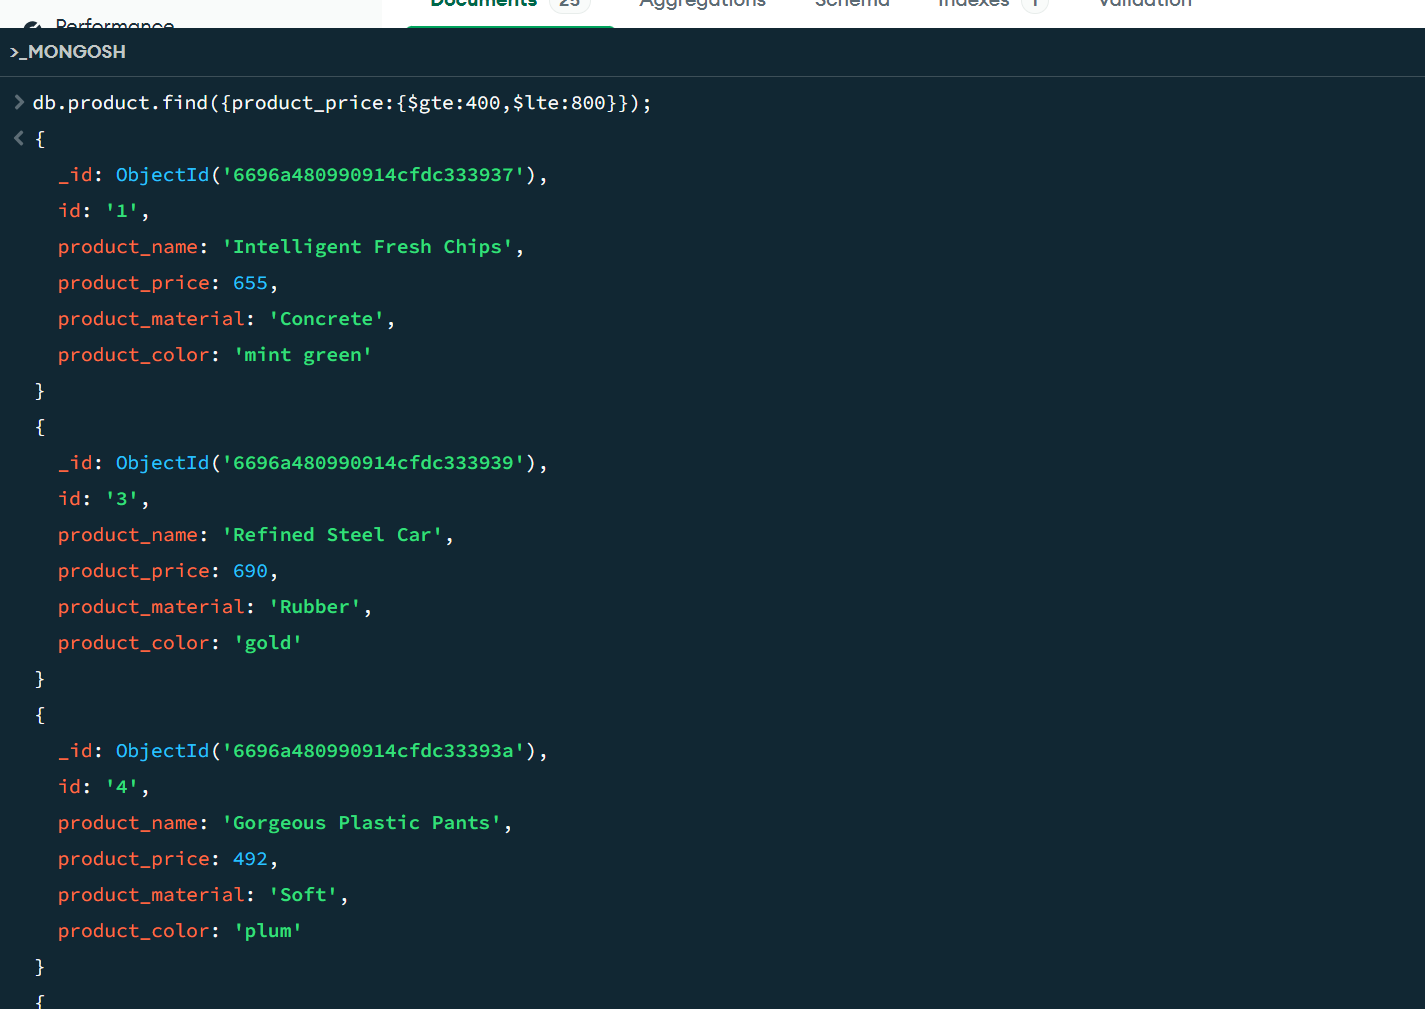 Documents 25 Aggregations Schema Indexes 1 Validation
Performance
>_MONGOSH
> db.product.find({product_price:{$gte:400,$lte:800}});
< {
_id: ObjectId('6696a480990914cfdc333937'),
id: '1',
product_name: 'Intelligent Fresh Chips',
product_price: 655,
product_material: 'Concrete',
product_color: 'mint green'
}
{
_id: ObjectId('6696a480990914cfdc333939'),
id: '3',
product_name: 'Refined Steel Car',
product_price: 690,
product_material: 'Rubber',
product_color: 'gold'
}
{
_id: ObjectId('6696a480990914cfdc33393a'),
id: '4',
product_name: 'Gorgeous Plastic Pants',
product_price: 492,
product_material: 'Soft',
product_color: 'plum'
}
{